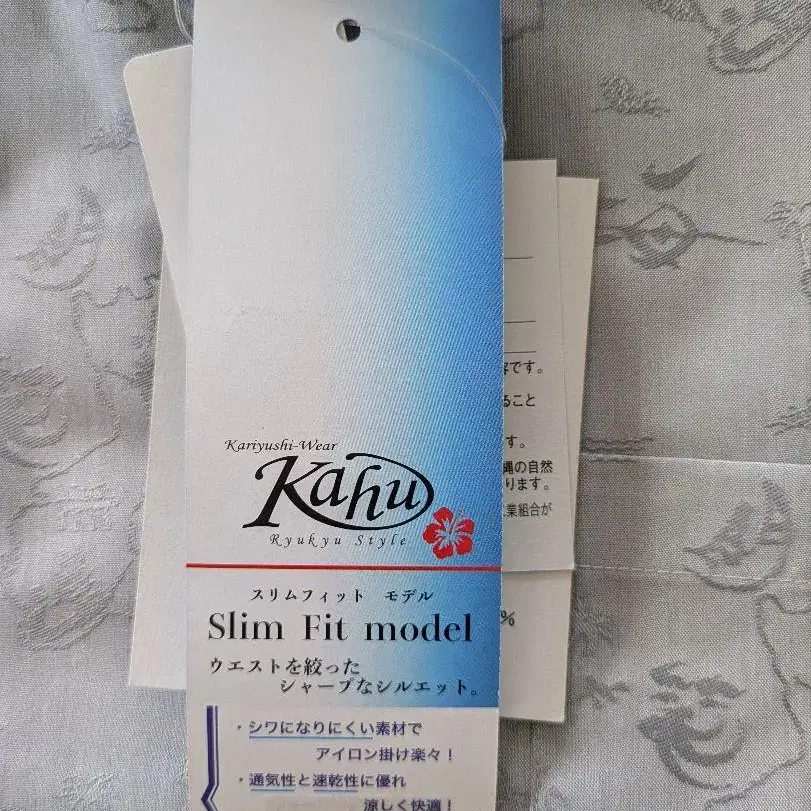 Kariyushi-Wear
Kahu
Ryukyu Style
スリムフィット モデル
Slim Fit model
ウエストを絞った
シャープなシルエット。
・シワになりにくい素材で
アイロン掛け楽々！
・通気性と速乾性に優れ
涼しく快適！
です。
ること
す。
縄の自然
ります。
業組合が
%